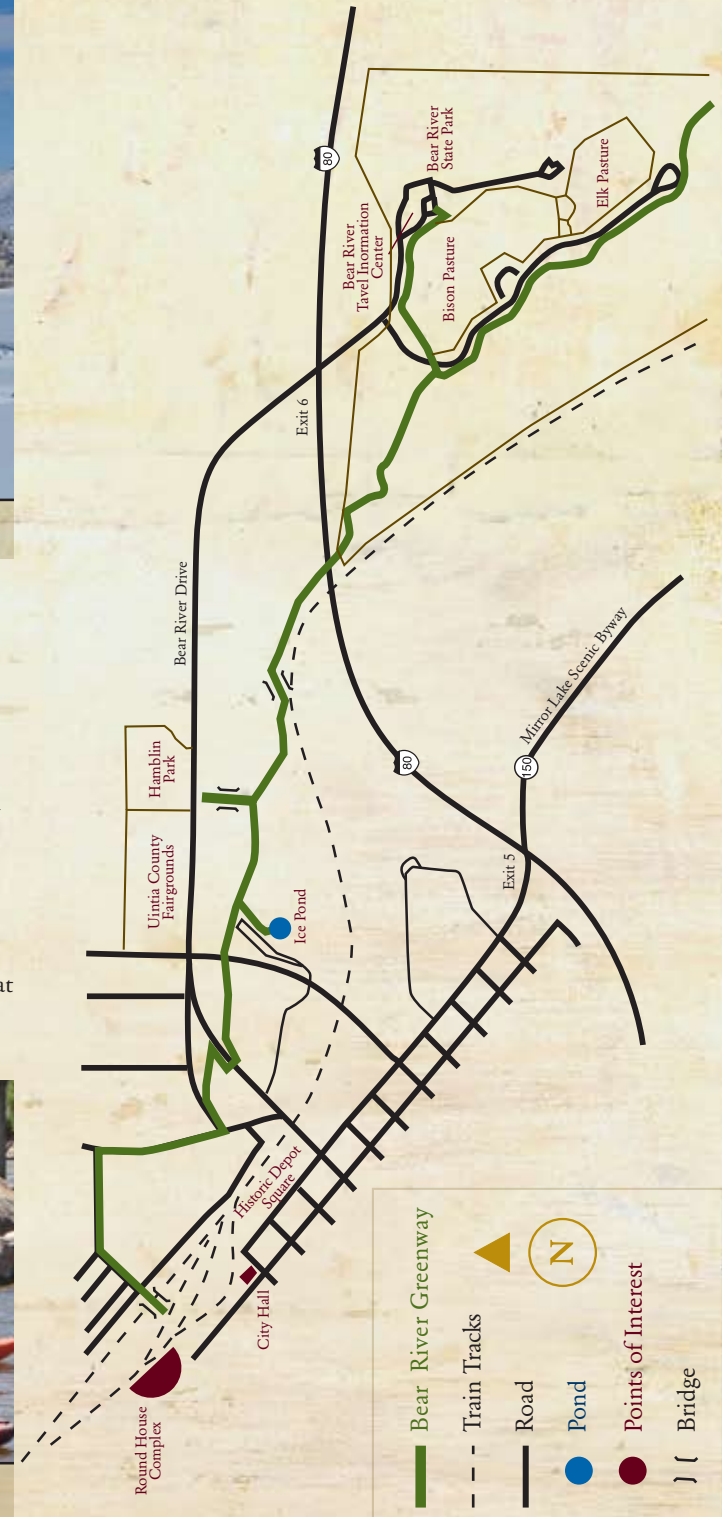 80
Bear River
State Park
Bear River
Tavel Inormation
Center
Bison Pasture
Elk Pasture
Exit 6
Bear River Drive
Hamblin
Park
Uintia County
Fairgrounds
Ice Pond
80
Mirror Lake Scenic Byway
150
Exit 5
at
Historic Depot
Square
City Hall
Round House
Complex
Bear River Greenway
Train Tracks
Road
Pond
Points of Interest
Bridge
N